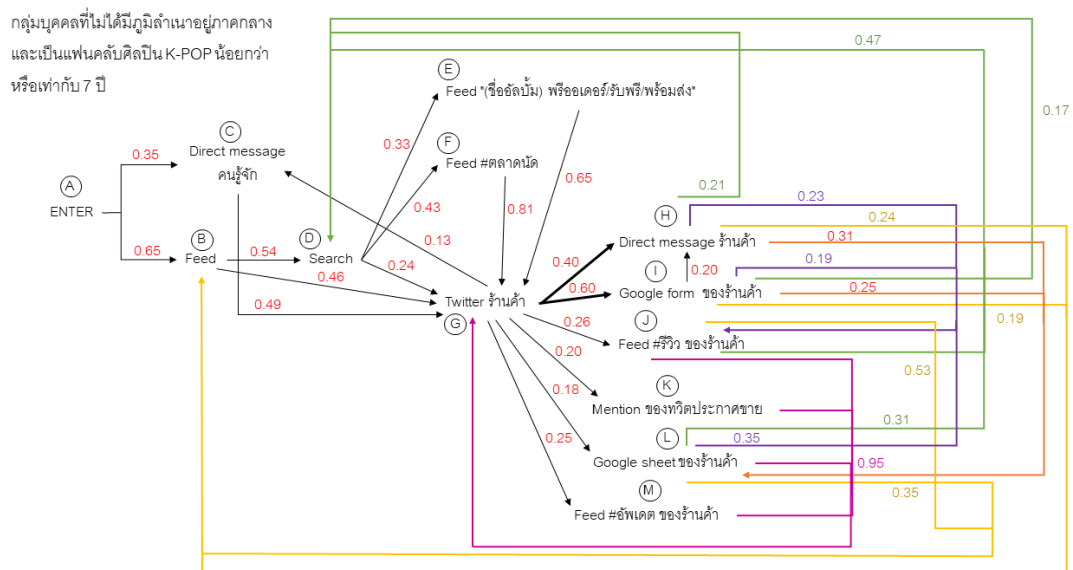 กลุ่มบุคคลที่ไม่ได้มีภูมิลำเนาอยู่ภาคกลาง
และเป็นแฟนคลับศิลปิน K-POP น้อยกว่า
หรือเท่ากับ 7 ปี
0.47
E
Feed "(ชื่ออัลบั้ม) พรีออเดอร์/รับพรี/พร้อมส่ง"
0.17
C
Direct message
คนรู้จัก
0.33
F
Feed #ตลาดนัด
0.35
0.65
0.21
A
ENTER
0.43
0.81
0.23
H
0.24
0.13
Direct message ร้านค้า
0.31
B
D
0.65
Feed
0.54
Search
0.40
0.19
I
0.20
0.46
0.24
0.60
Google form ของร้านค้า
0.25
0.49
Twitter ร้านค้า
G
0.26
J
0.19
Feed #รีวิว ของร้านค้า
0.20
0.53
K
0.18
Mention ของทวิตประกาศขาย
0.31
0.25
L
0.35
Google sheet ของร้านค้า
0.95
M
0.35
Feed #อัพเดต ของร้านค้า